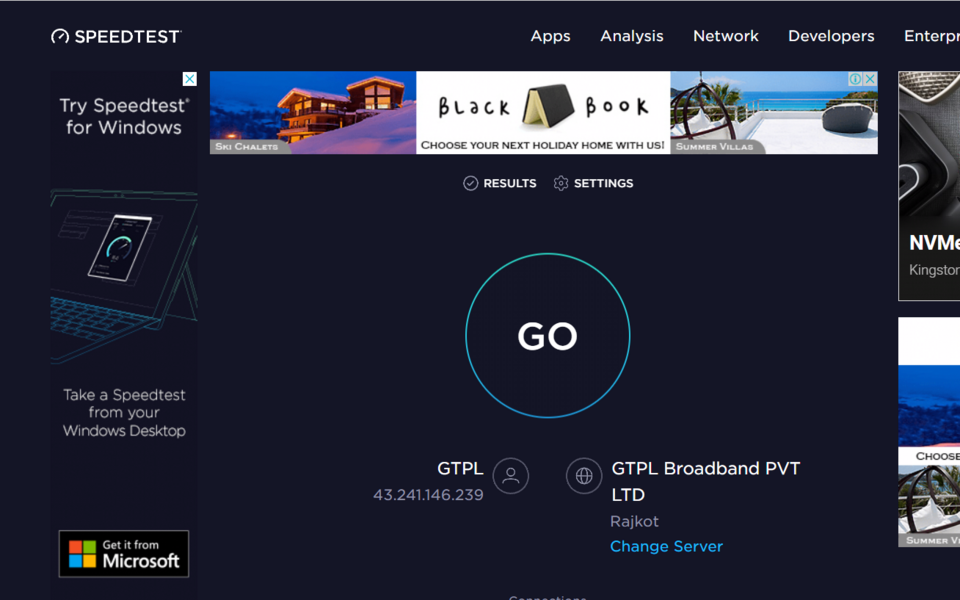 SPEEDTEST
Apps Analysis Network Developers
Try Speedtest®
for Windows
BLACK BOOK
CHOOSE YOUR NEXT HOLIDAY HOME WITH US!
SKI CHALETS
SUMMER VILLAS
RESULTS SETTINGS
GO
NVMe
Kingston
Take a Speedtest
from your
Windows Desktop
GTPL
43.241.146.239
GTPL Broadband PVT
LTD
Rajkot
Change Server
CHOOSE
SUMMER
Get it from
Microsoft
Connections